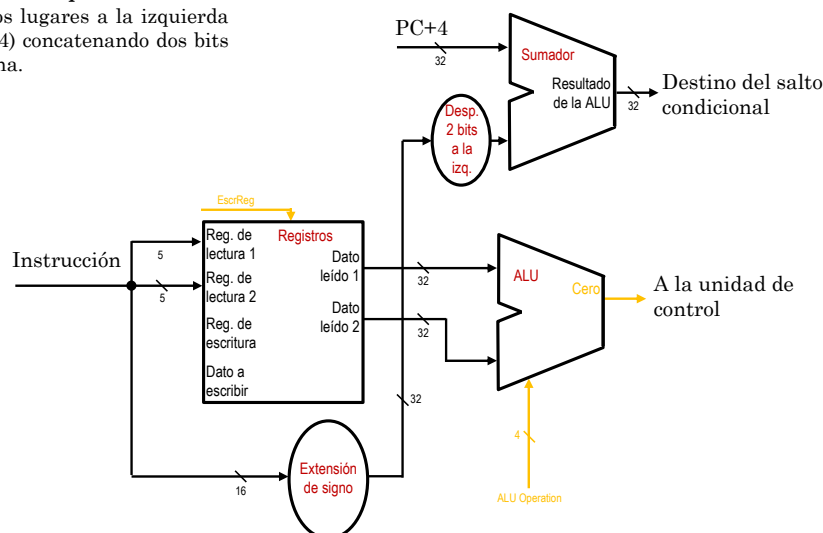 os lugares a la izquierda
4) concatenando dos bits
na.
PC+4
32
Sumador
Resultado
de la ALU
32
Destino del salto
condicional
Desp.
2 bits
a la
izq.
EscrReg
Instrucción
5
5
Reg. de
lectura 1
Registros
Reg. de
lectura 2
Reg. de
escritura
Dato a
escribir
Dato
leído 1
Dato
leído 2
32
32
ALU
Cero
A la unidad de
control
32
4
ALU Operation
16
Extensión
de signo